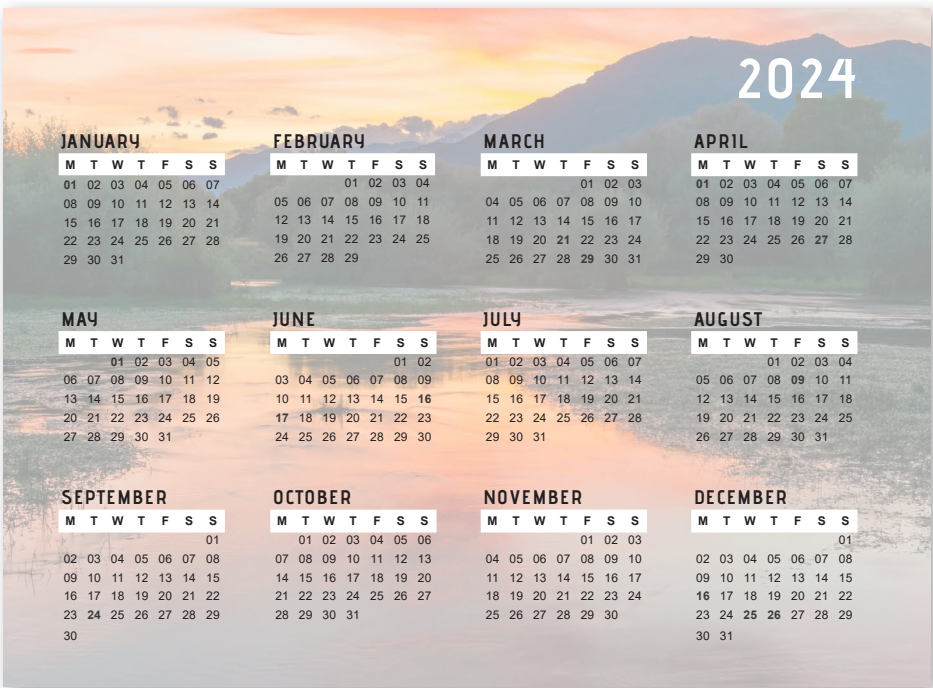 2024
JANUARY
M T W T F S S
01 02 03 04 05 06 07
08 09 10 11 12 13 14
15 16 17 18 19 20 21
22 23 24 25 26 27 28
29 30 31
FEBRUARY
M T W T F S S
01 02 03 04
05 06 07 08 09 10 11
12 13 14 15 16 17 18
19 20 21 22 23 24 25
26 27 28 29
MARCH
M T W T F S S
01 02 03
04 05 06 07 08 09 10
11 12 13 14 15 16 17
18 19 20 21 22 23 24
25 26 27 28 29 30 31
APRIL
M T W T F S S
01 02 03 04 05 06 07
08 09 10 11 12 13 14
15 16 17 18 19 20 21
22 23 24 25 26 27 28
29 30
MAY
M T W T F S S
01 02 03 04 05
06 07 08 09 10 11 12
13 14 15 16 17 18 19
20 21 22 23 24 25 26
27 28 29 30 31
JUNE
M T W T F S S
01 02
03 04 05 06 07 08 09
10 11 12 13 14 15 16
17 18 19 20 21 22 23
24 25 26 27 28 29 30
JULY
M T W T F S S
01 02 03 04 05 06 07
08 09 10 11 12 13 14
15 16 17 18 19 20 21
22 23 24 25 26 27 28
29 30 31
AUGUST
M T W T F S S
01 02 03 04
05 06 07 08 09 10 11
12 13 14 15 16 17 18
19 20 21 22 23 24 25
26 27 28 29 30 31
SEPTEMBER
M T W T F S S
01
02 03 04 05 06 07 08
09 10 11 12 13 14 15
16 17 18 19 20 21 22
23 24 25 26 27 28 29
30
OCTOBER
M T W T F S S
01 02 03 04 05 06
07 08 09 10 11 12 13
14 15 16 17 18 19 20
21 22 23 24 25 26 27
28 29 30 31
NOVEMBER
M T W T F S S
01 02 03
04 05 06 07 08 09 10
11 12 13 14 15 16 17
18 19 20 21 22 23 24
25 26 27 28 29 30
DECEMBER
M T W T F S S
01
02 03 04 05 06 07 08
09 10 11 12 13 14 15
16 17 18 19 20 21 22
23 24 25 26 27 28 29
30 31